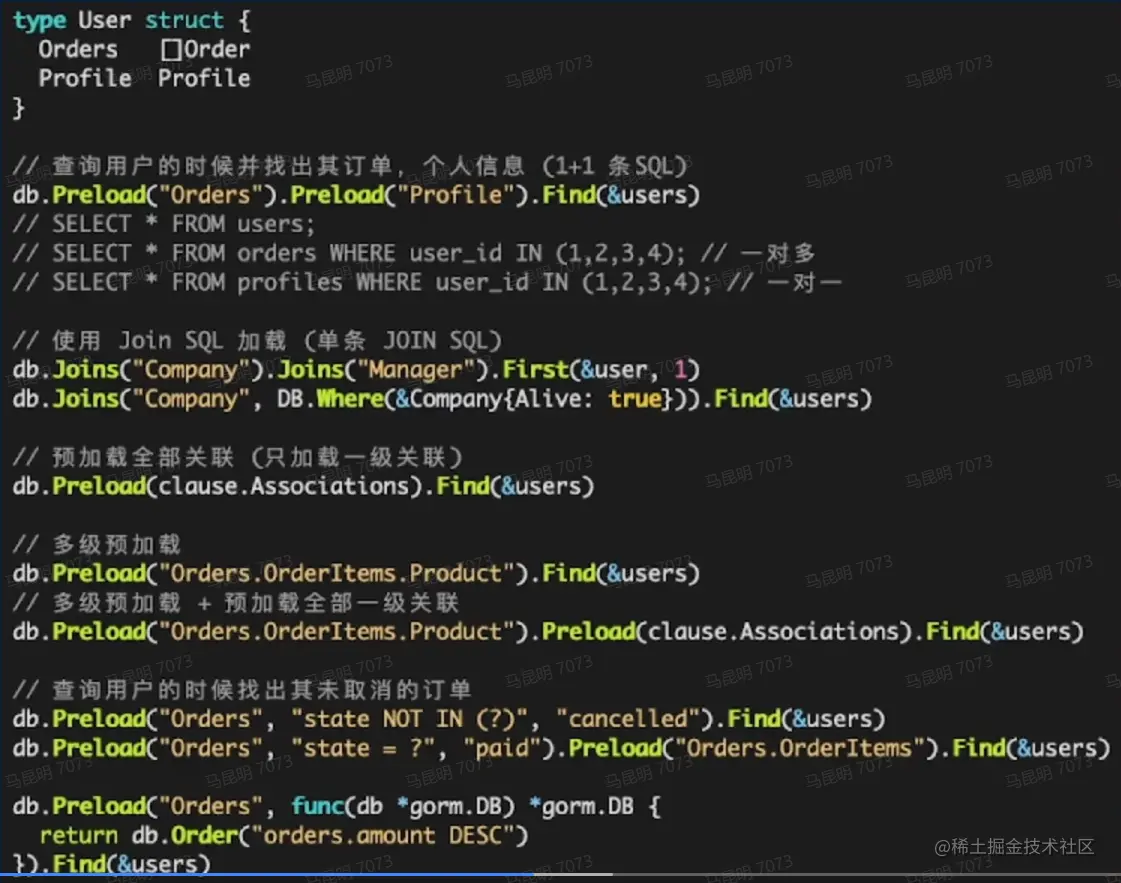 type User struct {
  Orders   []Order
  Profile  Profile
}
// 查询用户的时候并找出其订单, 个人信息 (1+1 条SQL)
db.Preload("Orders").Preload("Profile").Find(&users)
// SELECT * FROM users;
// SELECT * FROM orders WHERE user_id IN (1,2,3,4); // 一对多
// SELECT * FROM profiles WHERE user_id IN (1,2,3,4); // 一对一
// 使用 Join SQL 加载 (单条 JOIN SQL)
db.Joins("Company").Joins("Manager").First(&user, 1)
db.Joins("Company", DB.Where(&Company{Alive: true})).Find(&users)
// 预加载全部关联 (只加载一级关联)
db.Preload(clause.Associations).Find(&users)
// 多级预加载
db.Preload("Orders.OrderItems.Product").Find(&users)
// 多级预加载 + 预加载全部一级关联
db.Preload("Orders.OrderItems.Product").Preload(clause.Associations).Find(&users)
// 查询用户的时候找出其未取消的订单
db.Preload("Orders", "state NOT IN (?)", "cancelled").Find(&users)
db.Preload("Orders", "state = ?", "paid").Preload("Orders.OrderItems").Find(&users)
db.Preload("Orders", func(db *gorm.DB) *gorm.DB {
  return db.Order("orders.amount DESC")
}).Find(&users)
@稀土掘金技术社区
马昆明 7073